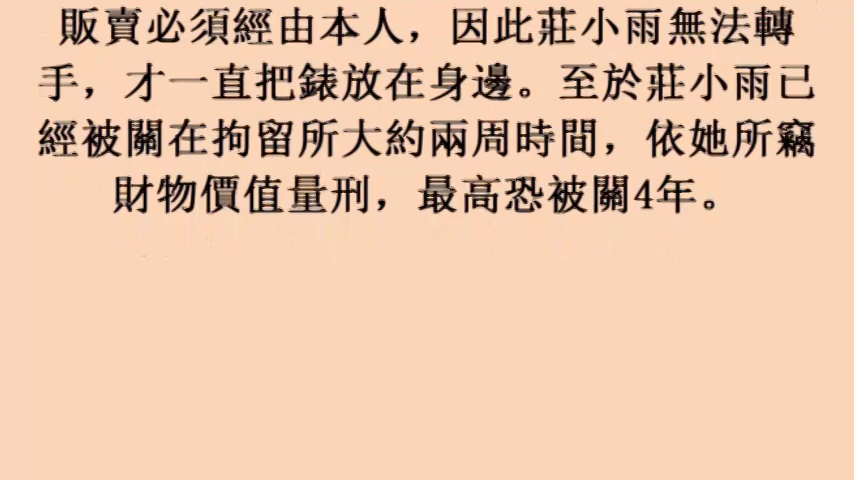 販賣必須經由本人，因此莊小雨無法轉
手，才一直把錶放在身邊。至於莊小雨已
經被關在拘留所大約兩周時間，依她所竊
財物價值量刑，最高恐被關4年。